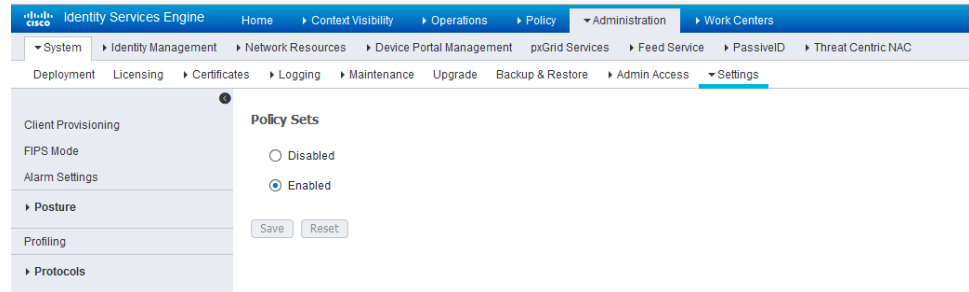 cisco Identity Services Engine Home Context Visibility Operations Policy Administration Work Centers
System Identity Management Network Resources Device Portal Management pxGrid Services Feed Service PassiveID Threat Centric NAC
Deployment Licensing Certificates Logging Maintenance Upgrade Backup & Restore Admin Access Settings
Client Provisioning
FIPS Mode
Alarm Settings
Posture
Profiling
Protocols
Policy Sets
Disabled
Enabled
Save Reset